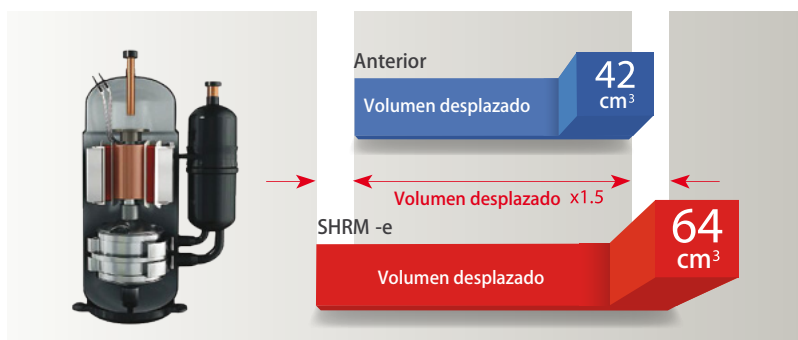 Anterior
Volumen desplazado
42
cm³
Volumen desplazado x1.5
SHRM -e
Volumen desplazado
64
cm³